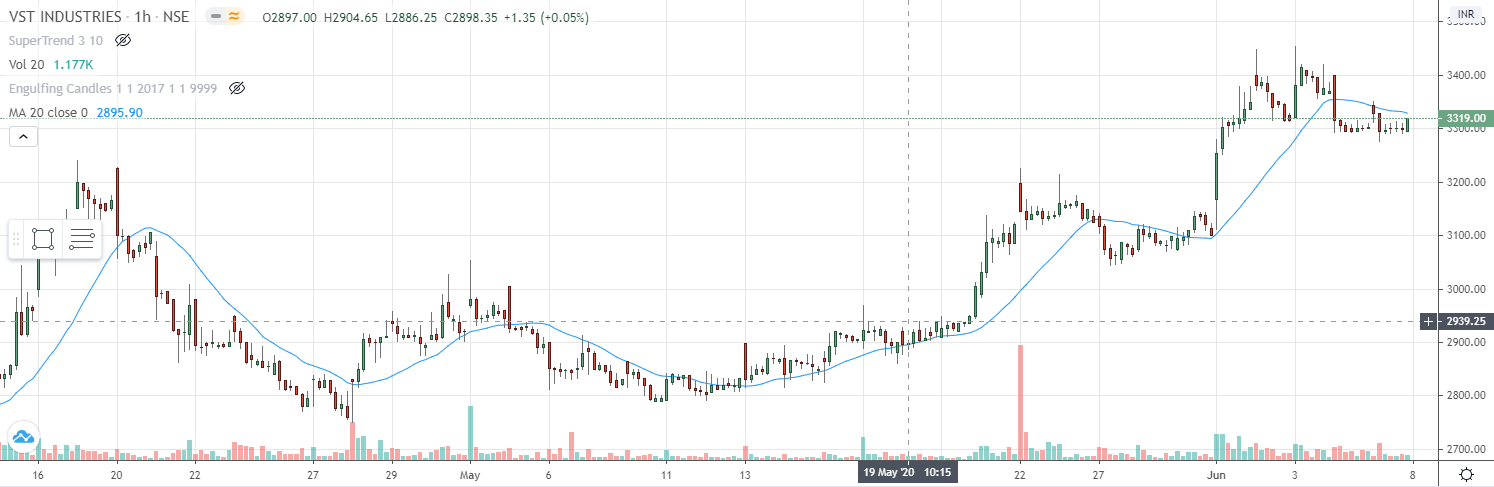 VST INDUSTRIES · 1h · NSE O2897.00 H2904.65 L2886.25 C2898.35 +1.35 (+0.05%)
SuperTrend 3 10
Vol 20 1.177K
Engulfing Candles 1 1 2017 1 1 9999
MA 20 close 0 2895.90
INR
3500.00
3400.00
3319.00
3300.00
3200.00
3100.00
3000.00
2939.25
2900.00
2800.00
2700.00
16 20 22 27 29 May 6 11 13 19 May '20 10:15 22 27 Jun 3 8